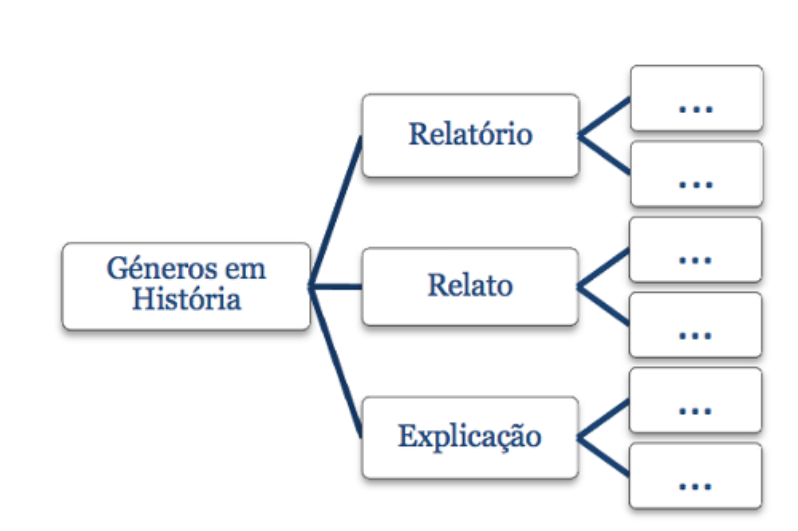 Géneros em
História
Relatório
...
...
Relato
...
...
Explicação
...
...